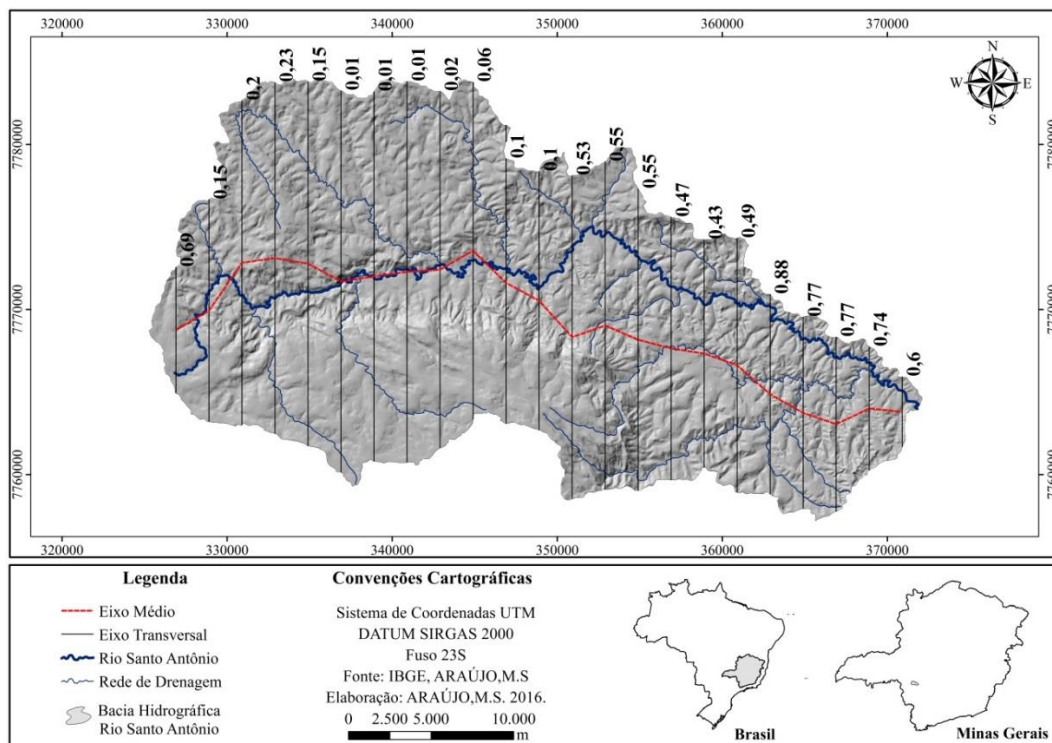 320000 330000 340000 350000 360000 370000
N
W E
S
7780000
7770000
7760000
7780000
7770000
7760000
0,69
0,15
0,2
0,23
0,15
0,01
0,01
0,01
0,02
0,06
0,1
0,1
0,53
0,55
0,55
0,47
0,43
0,49
0,88
0,77
0,77
0,74
0,6
320000 330000 340000 350000 360000 370000
Legenda
Eixo Médio
Eixo Transversal
Rio Santo Antônio
Rede de Drenagem
Bacia Hidrográfica
Rio Santo Antônio
Convenções Cartográficas
Sistema de Coordenadas UTM
DATUM SIRGAS 2000
Fuso 23S
Fonte: IBGE, ARAÚJO,M.S
Elaboração: ARAÚJO,M.S. 2016.
0 2.500 5.000 10.000
m
Brasil
Minas Gerais